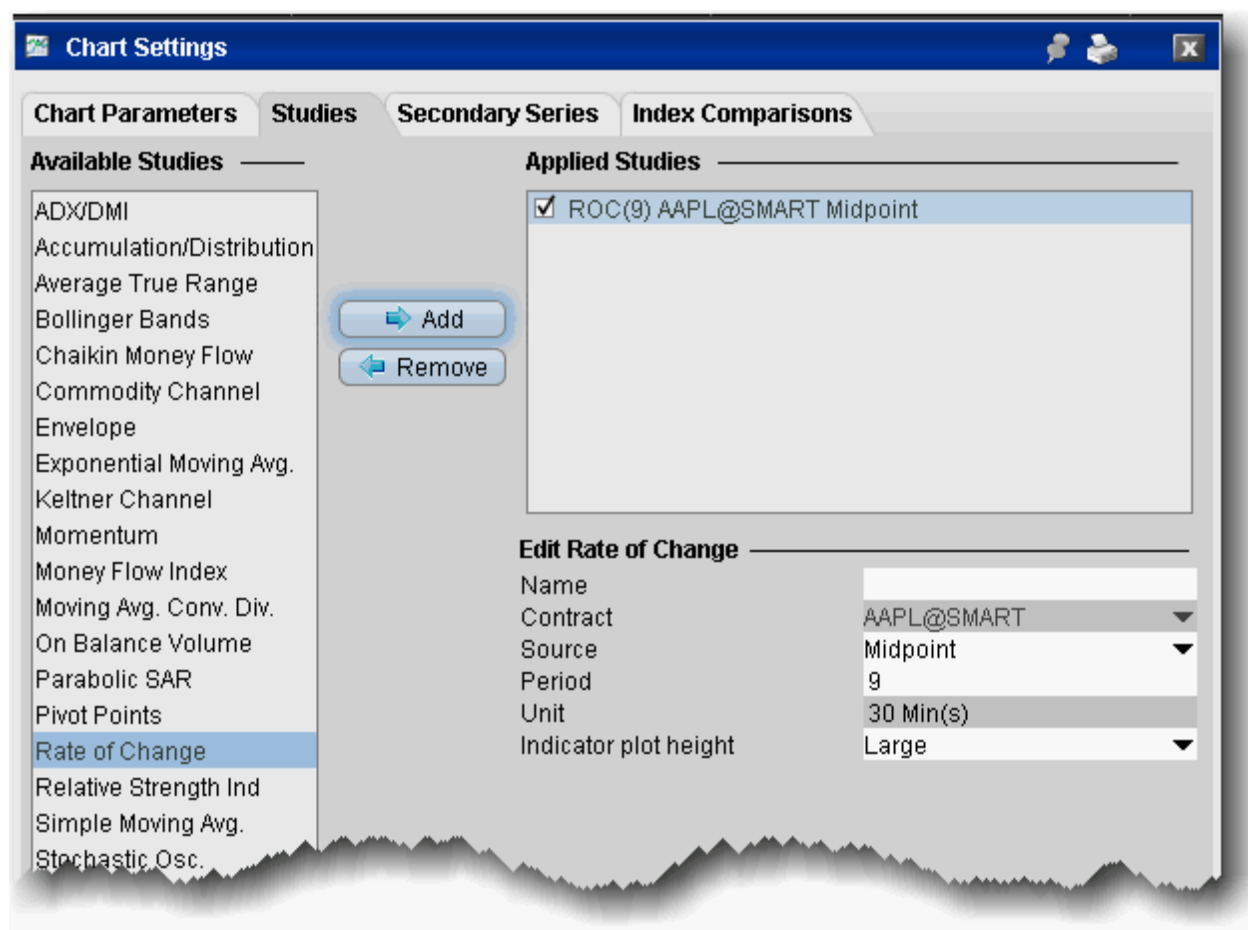 Chart Settings
Chart Parameters
Studies
Secondary Series
Index Comparisons
Available Studies
ADX/DMI
Accumulation/Distribution
Average True Range
Bollinger Bands
Chaikin Money Flow
Commodity Channel
Envelope
Exponential Moving Avg.
Keltner Channel
Momentum
Money Flow Index
Moving Avg. Conv. Div.
On Balance Volume
Parabolic SAR
Pivot Points
Rate of Change
Relative Strength Ind
Simple Moving Avg.
Stochastic Osc.
Add
Remove
Applied Studies
ROC(9) AAPL@SMART Midpoint
Edit Rate of Change
Name
Contract AAPL@SMART
Source Midpoint
Period 9
Unit 30 Min(s)
Indicator plot height Large